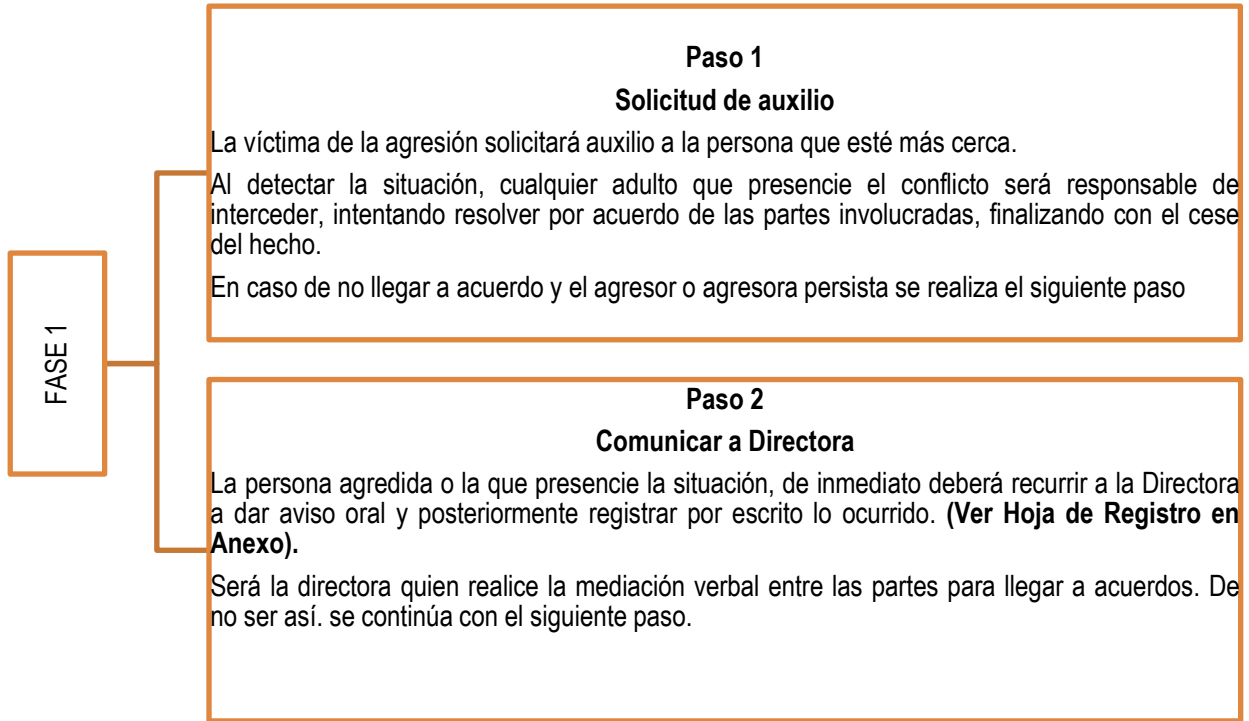 FASE 1
Paso 1
Solicitud de auxilio
La víctima de la agresión solicitará auxilio a la persona que esté más cerca.
Al detectar la situación, cualquier adulto que presencie el conflicto será responsable de
interceder, intentando resolver por acuerdo de las partes involucradas, finalizando con el cese
del hecho.
En caso de no llegar a acuerdo y el agresor o agresora persista se realiza el siguiente paso
Paso 2
Comunicar a Directora
La persona agredida o la que presencie la situación, de inmediato deberá recurrir a la Directora
a dar aviso oral y posteriormente registrar por escrito lo ocurrido. (Ver Hoja de Registro en
Anexo).
Será la directora quien realice la mediación verbal entre las partes para llegar a acuerdos. De
no ser así. se continúa con el siguiente paso.